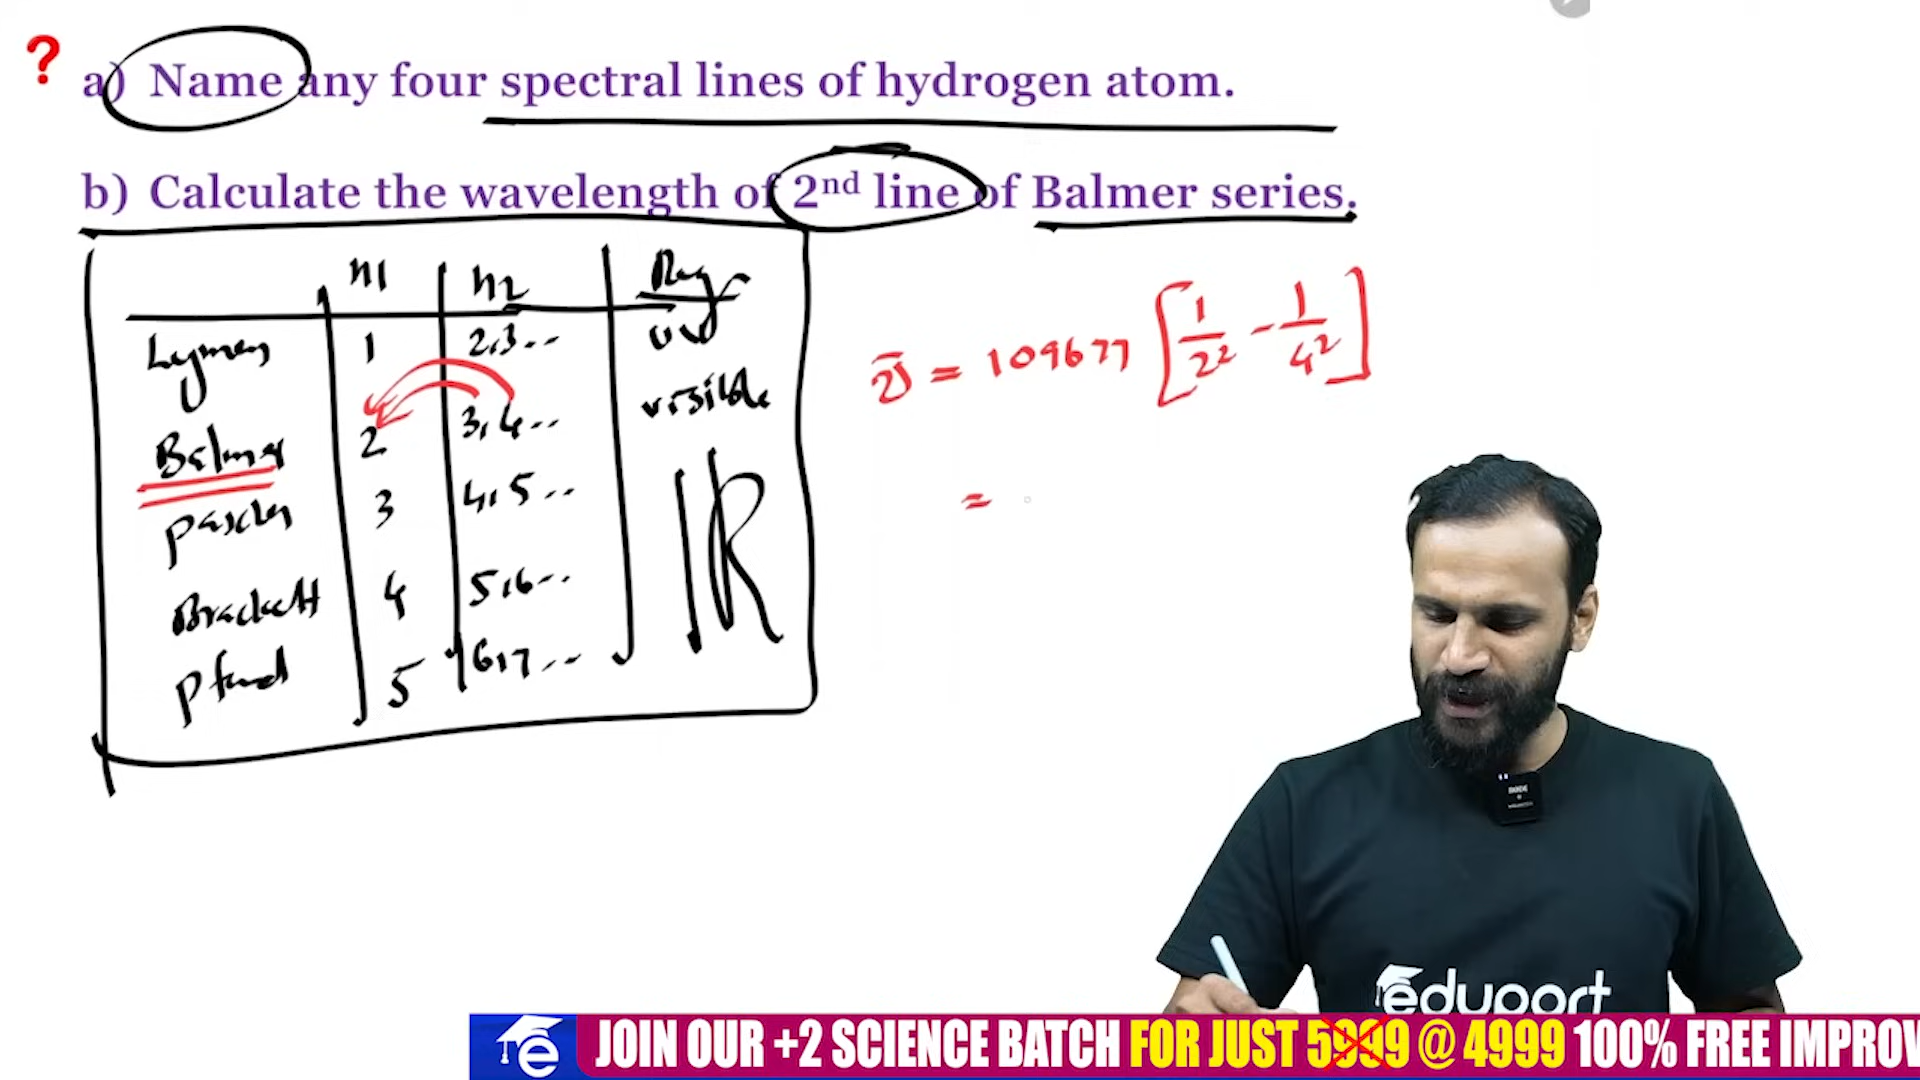 ❓
a) Name any four spectral lines of hydrogen atom.
b) Calculate the wavelength of 2nd line of Balmer series.
n1 n2 Reg
Lymen 1 2,3.. UV
Balmer 2 3,4.. visible
Paschen 3 4,5.. IR
Brackett 4 5,6..
Pfund 5 6,7..
ν̄ = 109677 [1/2² - 1/4²]
=
eduport
e JOIN OUR +2 SCIENCE BATCH FOR JUST 5999 @ 4999 100% FREE IMPROV